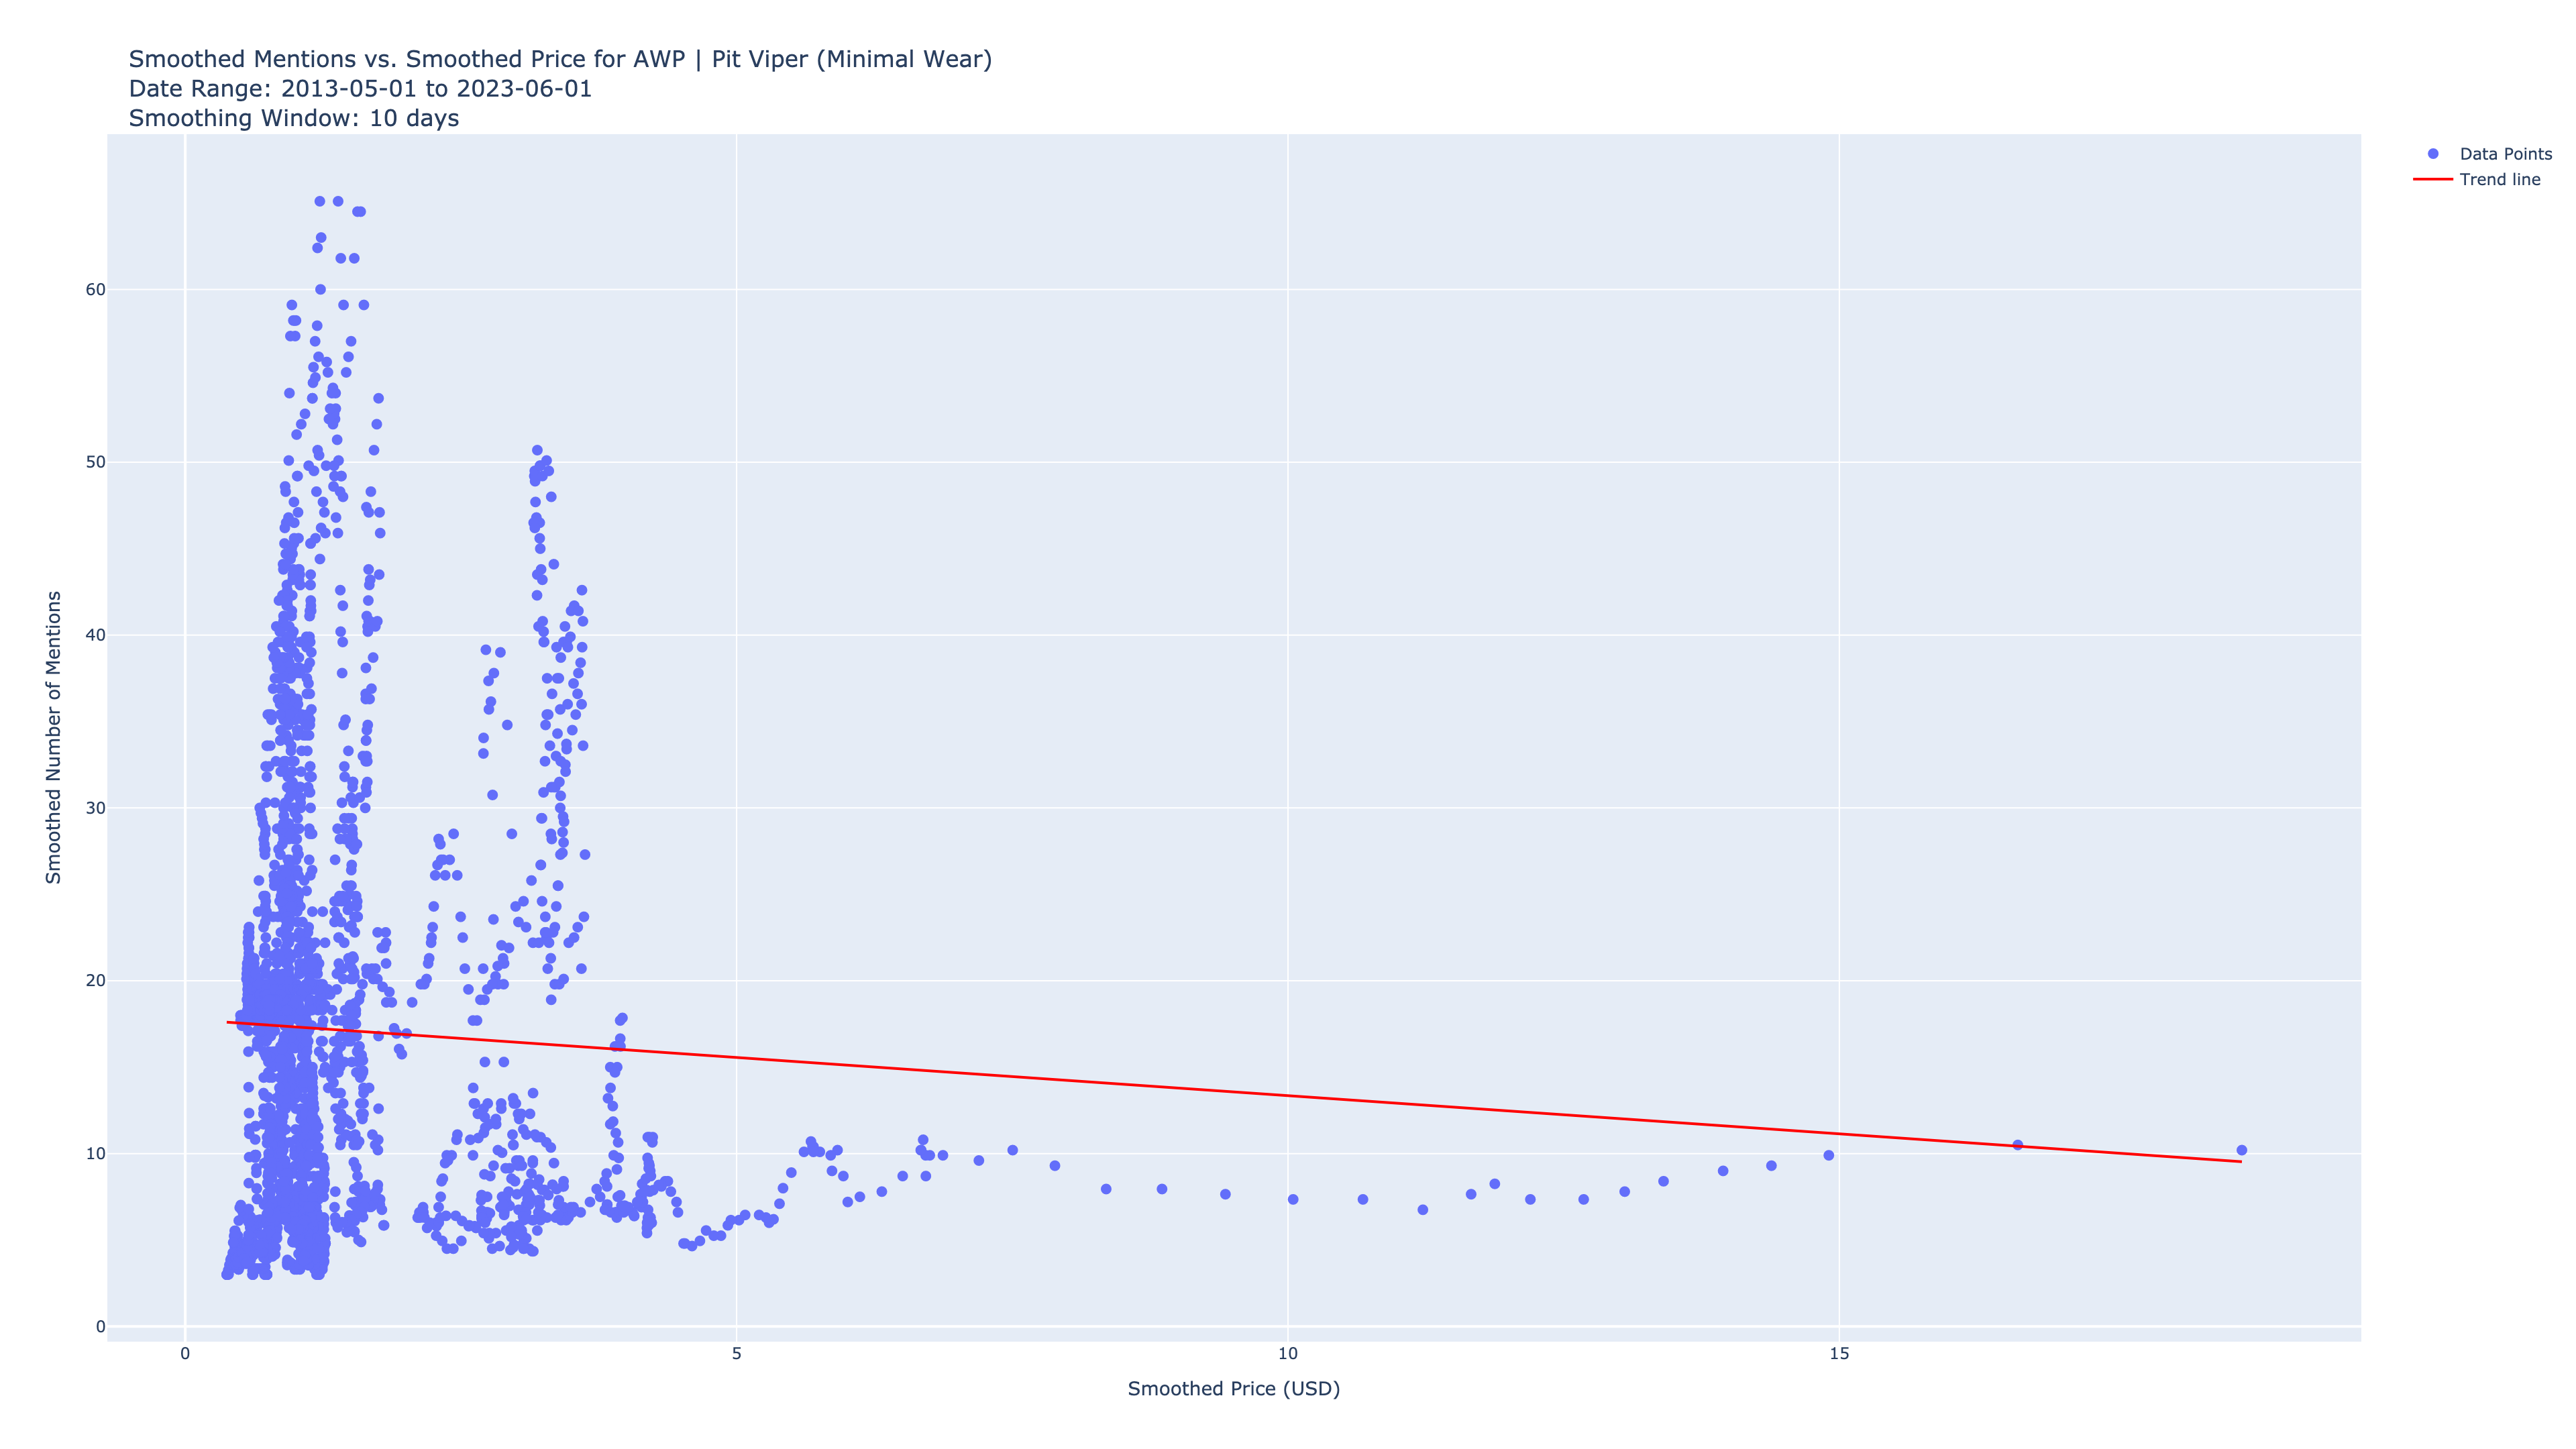 Smoothed Mentions vs. Smoothed Price for AWP | Pit Viper (Minimal Wear)
Date Range: 2013-05-01 to 2023-06-01
Smoothing Window: 10 days
Data Points
Trend line
60
50
40
30
20
10
0
Smoothed Number of Mentions
0
5
10
15
Smoothed Price (USD)